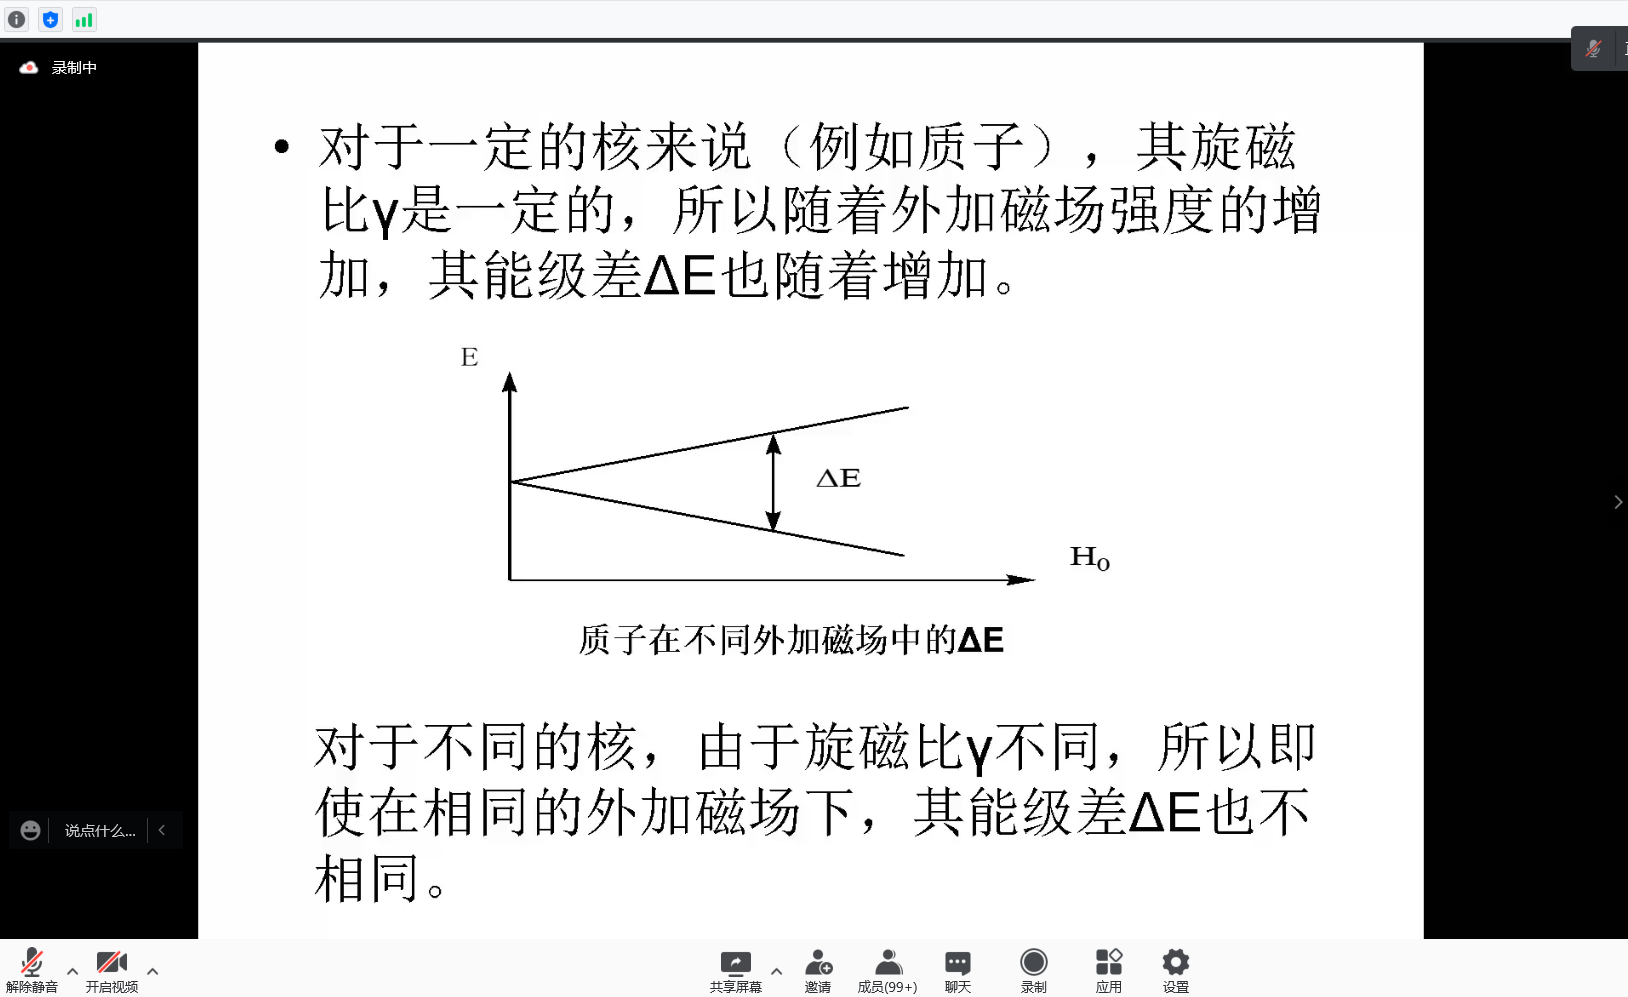 录制中
• 对于一定的核来说（例如质子），其旋磁
比γ是一定的，所以随着外加磁场强度的增
加，其能级差ΔE也随着增加。
E
ΔE
H₀
质子在不同外加磁场中的ΔE
对于不同的核，由于旋磁比γ不同，所以即
使在相同的外加磁场下，其能级差ΔE也不
相同。
说点什么...
解除静音 开启视频 共享屏幕 邀请 成员(99+) 聊天 录制 应用 设置